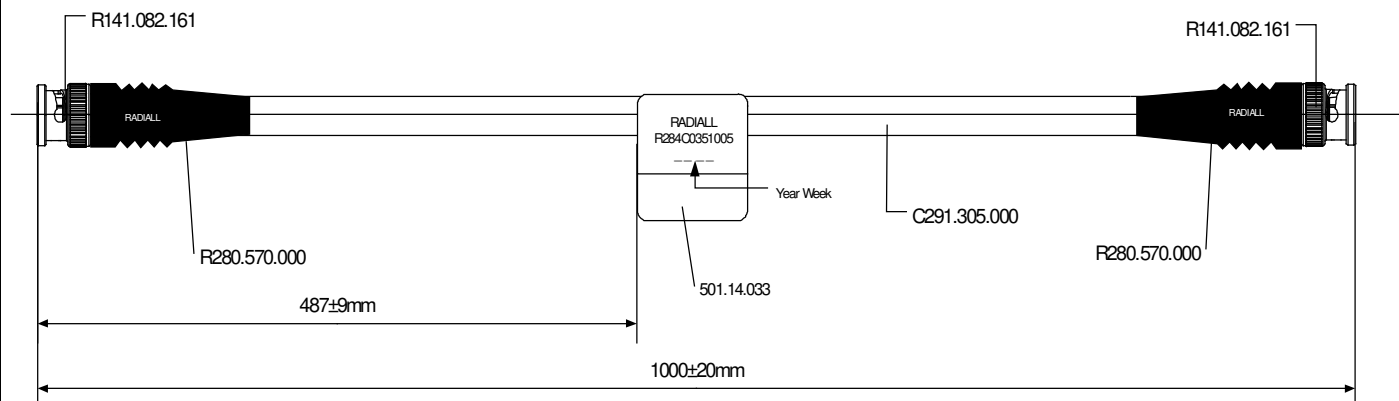 R141.082.161
R141.082.161
RADIALL
RADIALL
RADIALL
R284C0351005
Year Week
C291.305.000
R280.570.000
R280.570.000
501.14.033
487±9mm
1000±20mm